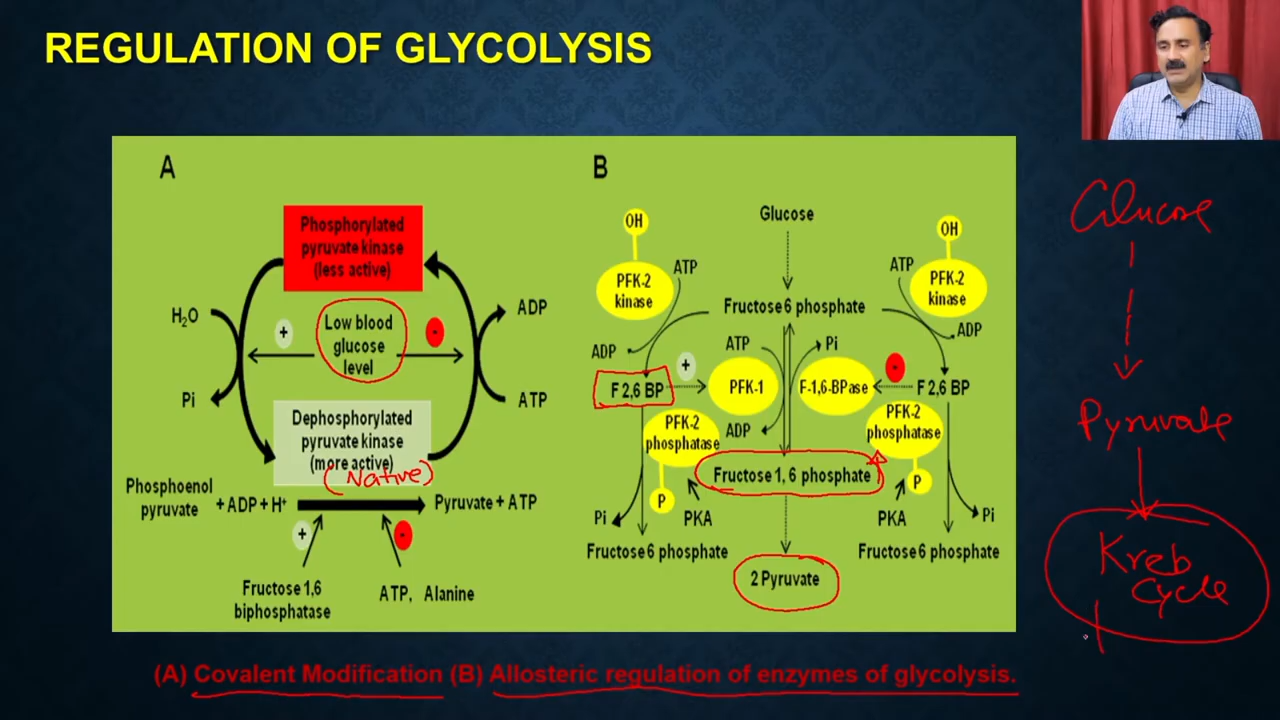 REGULATION OF GLYCOLYSIS
A
Phosphorylated
pyruvate kinase
(less active)
H₂O
ADP
+
Low blood
glucose
level
-
Pi
ATP
Dephosphorylated
pyruvate kinase
(more active)
(Native)
Phosphoenol
pyruvate
+ ADP + H⁺
Pyruvate + ATP
+
-
Fructose 1,6
biphosphatase
ATP, Alanine
B
OH
Glucose
OH
PFK-2
kinase
ATP
ATP
PFK-2
kinase
Fructose 6 phosphate
ADP
ATP
Pi
ADP
+
-
F 2,6 BP
PFK-1
F-1,6-BPase
F 2,6 BP
PFK-2
phosphatase
ADP
PFK-2
phosphatase
Fructose 1, 6 phosphate
P
P
Pi
PKA
PKA
Pi
Fructose 6 phosphate
Fructose 6 phosphate
2 Pyruvate
Glucose
Pyruvate
Kreb
Cycle
(A) Covalent Modification (B) Allosteric regulation of enzymes of glycolysis.